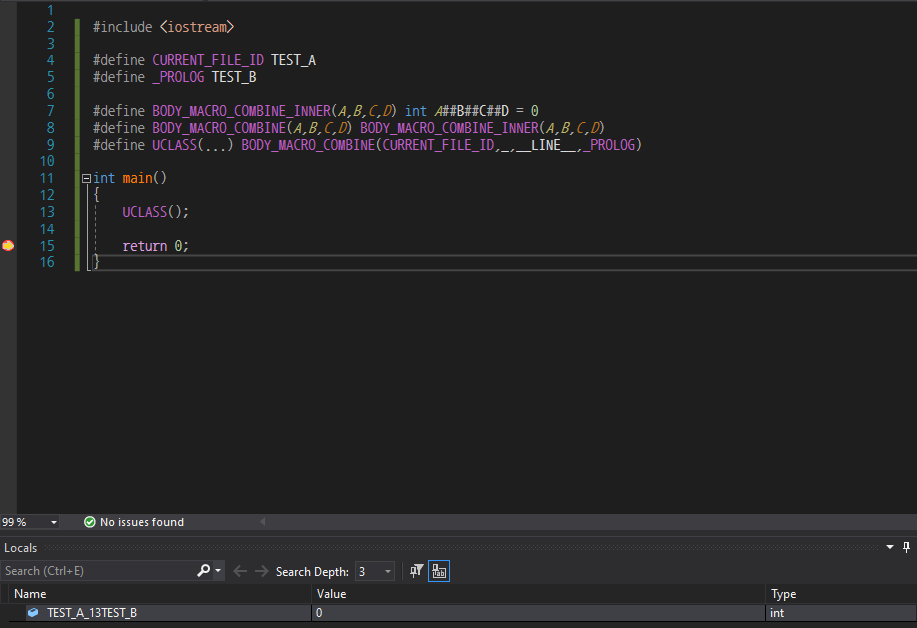 1
2 #include <iostream>
3
4 #define CURRENT_FILE_ID TEST_A
5 #define _PROLOG TEST_B
6
7 #define BODY_MACRO_COMBINE_INNER(A,B,C,D) int A##B##C##D = 0
8 #define BODY_MACRO_COMBINE(A,B,C,D) BODY_MACRO_COMBINE_INNER(A,B,C,D)
9 #define UCLASS(...) BODY_MACRO_COMBINE(CURRENT_FILE_ID,_,__LINE__,_PROLOG)
10
11 int main()
12 {
13 UCLASS();
14
15 return 0;
16 }
99 % No issues found
Locals
Search (Ctrl+E) Search Depth: 3
Name Value Type
TEST_A_13TEST_B 0 int